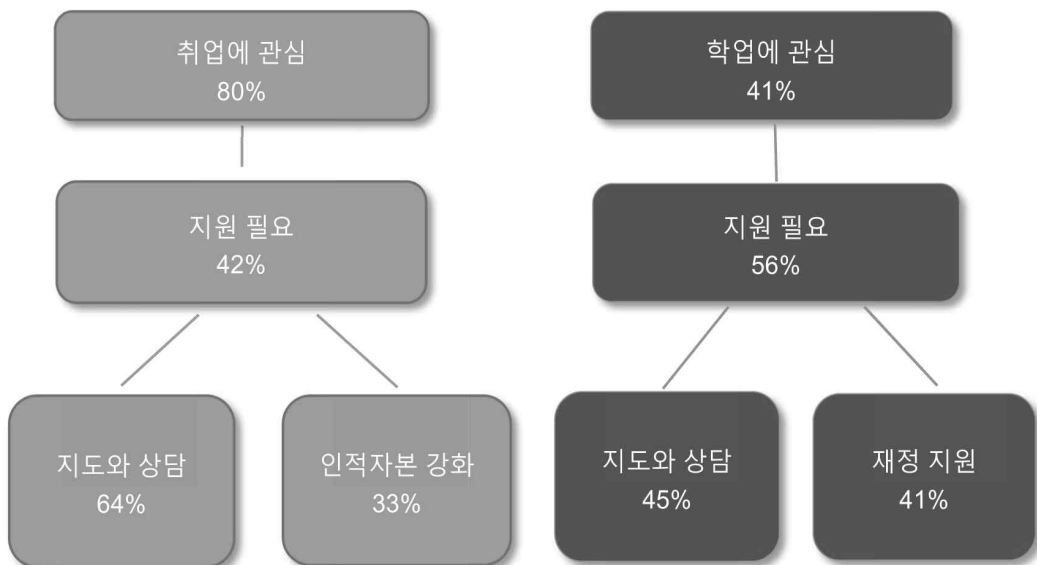 취업에 관심
80%
학업에 관심
41%
지원 필요
42%
지원 필요
56%
지도와 상담
64%
인적자본 강화
33%
지도와 상담
45%
재정 지원
41%